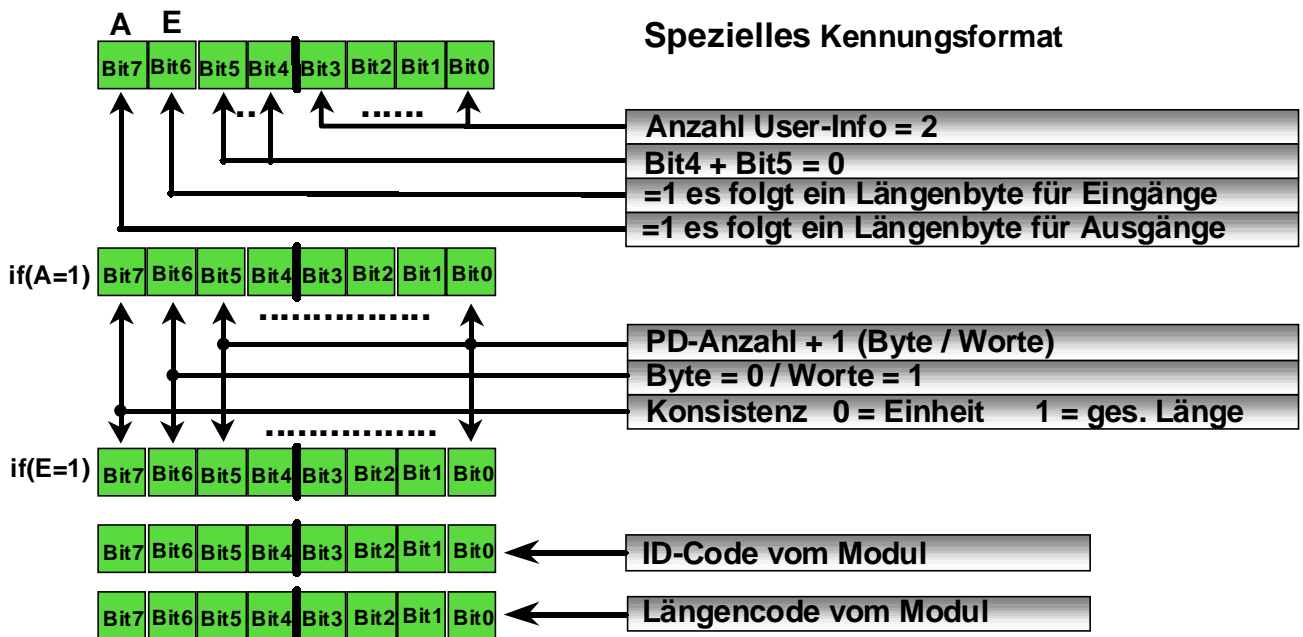 A E
Spezielles Kennungsformat
Bit7 Bit6 Bit5 Bit4 Bit3 Bit2 Bit1 Bit0
Anzahl User-Info = 2
Bit4 + Bit5 = 0
=1 es folgt ein Längenbyte für Eingänge
=1 es folgt ein Längenbyte für Ausgänge
if(A=1) Bit7 Bit6 Bit5 Bit4 Bit3 Bit2 Bit1 Bit0
PD-Anzahl + 1 (Byte / Worte)
Byte = 0 / Worte = 1
Konsistenz 0 = Einheit 1 = ges. Länge
if(E=1) Bit7 Bit6 Bit5 Bit4 Bit3 Bit2 Bit1 Bit0
Bit7 Bit6 Bit5 Bit4 Bit3 Bit2 Bit1 Bit0
ID-Code vom Modul
Bit7 Bit6 Bit5 Bit4 Bit3 Bit2 Bit1 Bit0
Längencode vom Modul